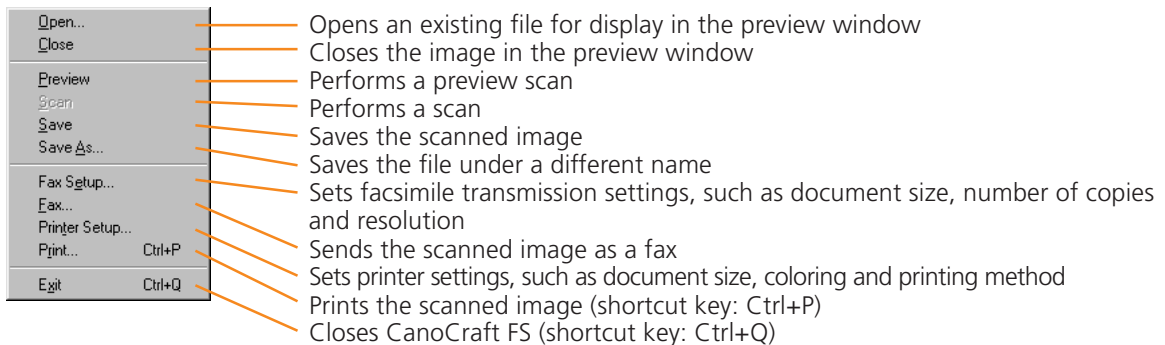 Open...
Close
Preview
Scan
Save
Save As...
Fax Setup...
Fax...
Printer Setup...
Print... Ctrl+P
Exit Ctrl+Q
Opens an existing file for display in the preview window
Closes the image in the preview window
Performs a preview scan
Performs a scan
Saves the scanned image
Saves the file under a different name
Sets facsimile transmission settings, such as document size, number of copies
and resolution
Sends the scanned image as a fax
Sets printer settings, such as document size, coloring and printing method
Prints the scanned image (shortcut key: Ctrl+P)
Closes CanoCraft FS (shortcut key: Ctrl+Q)